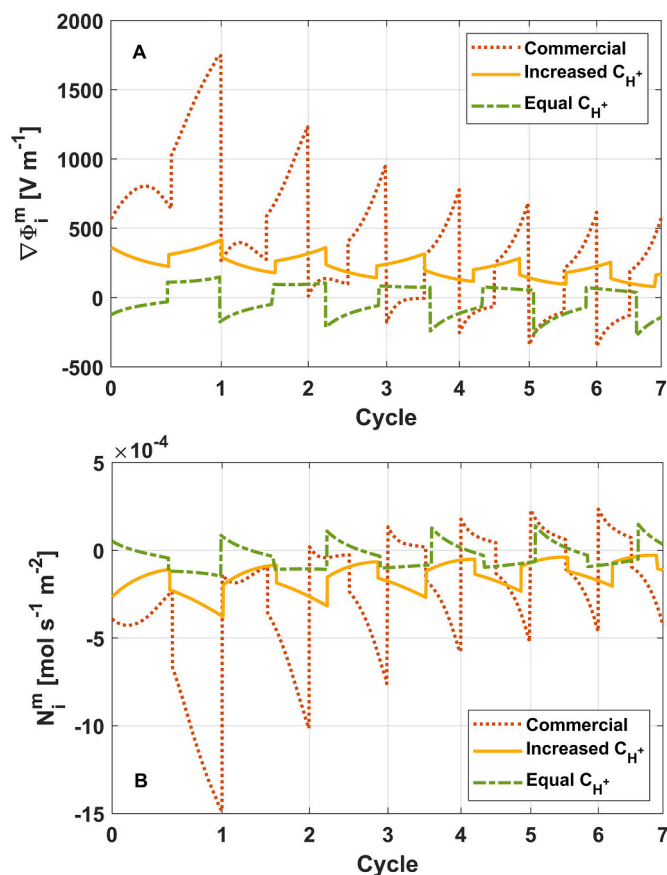 2000
A
Commercial
Increased C_H+
1500
Equal C_H+
1000
∇Φ_i^m [V m⁻¹]
500
0
-500
0 1 2 3 4 5 6 7
Cycle
×10⁻⁴
5
0
N_i^m [mol s⁻¹ m⁻²]
-5
Commercial
-10
Increased C_H+
B
Equal C_H+
-15
0 1 2 3 4 5 6 7
Cycle